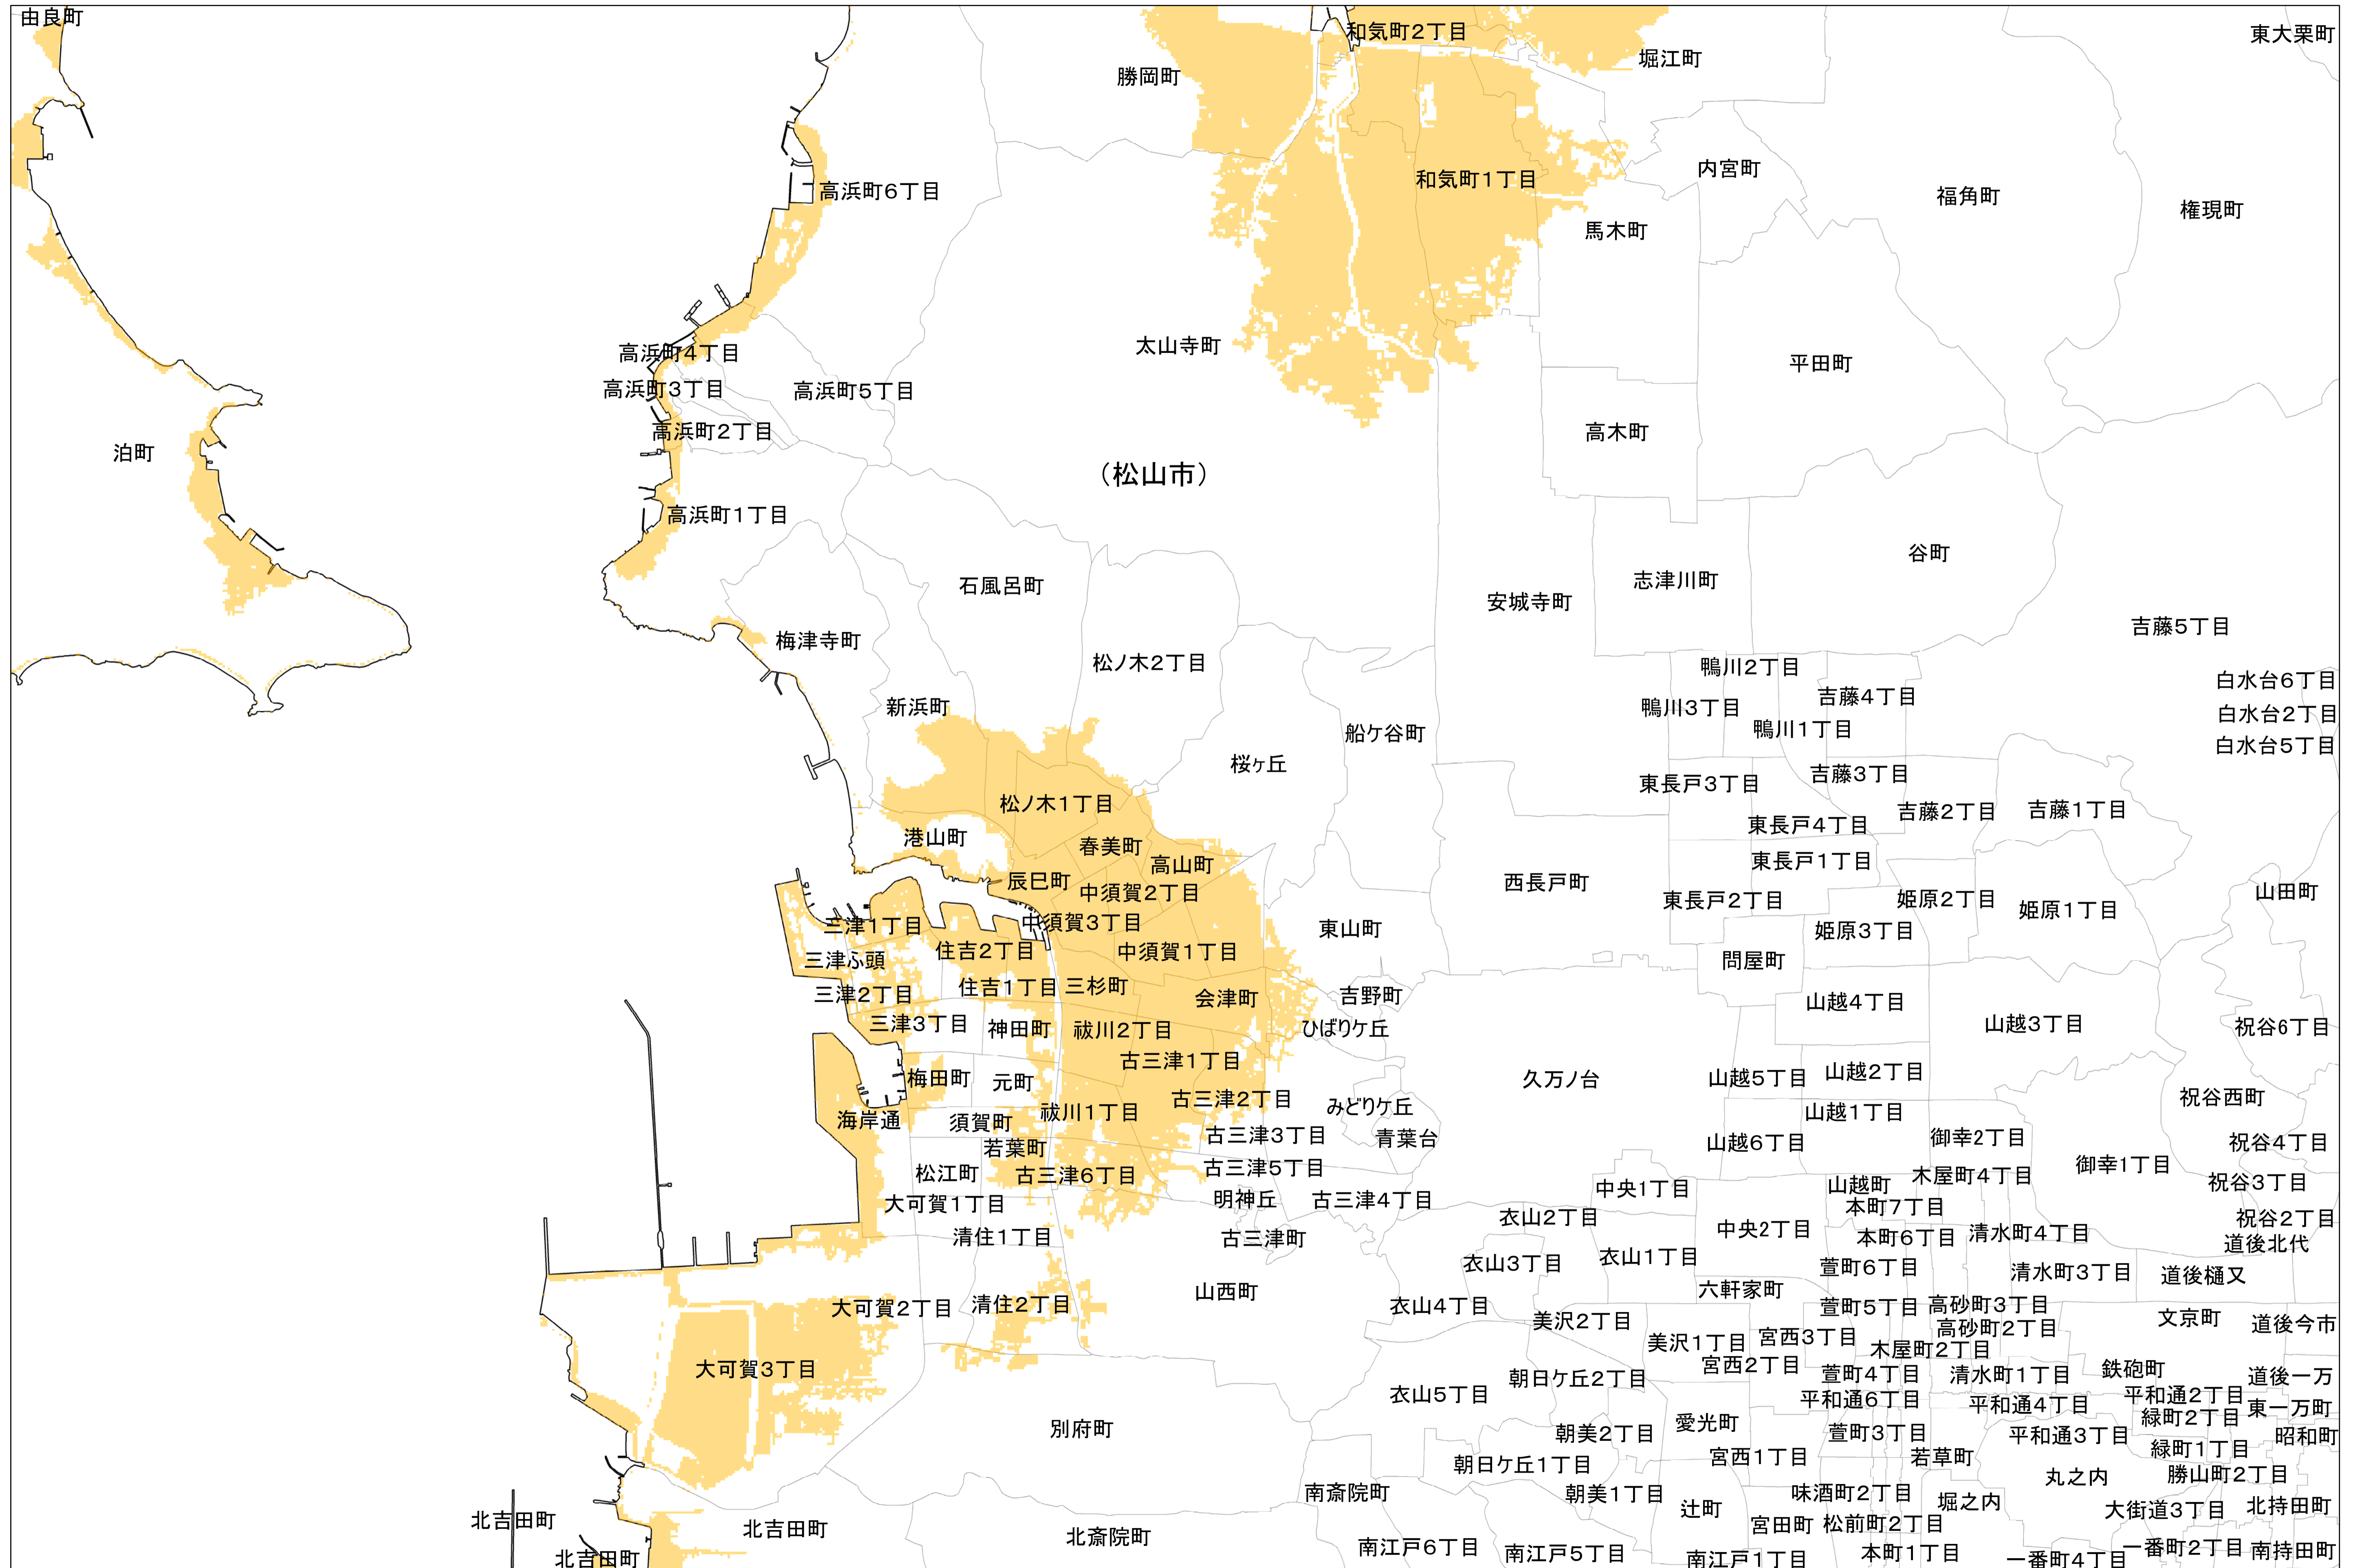 由良町
和気町2丁目
東大栗町
堀江町
勝岡町
内宮町
和気町1丁目
高浜町6丁目
福角町
権現町
馬木町
太山寺町
高浜町4丁目
平田町
高浜町3丁目
高浜町5丁目
高浜町2丁目
高木町
泊町
（松山市）
高浜町1丁目
谷町
志津川町
石風呂町
安城寺町
吉藤5丁目
梅津寺町
松ノ木2丁目
鴨川2丁目
白水台6丁目
吉藤4丁目
新浜町
鴨川3丁目
白水台2丁目
鴨川1丁目
船ケ谷町
白水台5丁目
桜ヶ丘
吉藤3丁目
東長戸3丁目
松ノ木1丁目
吉藤2丁目
吉藤1丁目
東長戸4丁目
港山町
春美町
東長戸1丁目
高山町
辰巳町
西長戸町
中須賀2丁目
山田町
東長戸2丁目
姫原2丁目
姫原1丁目
中須賀3丁目
三津1丁目
東山町
姫原3丁目
住吉2丁目
中須賀1丁目
三津ふ頭
問屋町
住吉1丁目
三杉町
三津2丁目
会津町
吉野町
山越4丁目
三津3丁目
神田町
祓川2丁目
ひばりケ丘
山越3丁目
祝谷6丁目
古三津1丁目
梅田町
元町
久万ノ台
山越5丁目
山越2丁目
古三津2丁目
祝谷西町
みどりケ丘
祓川1丁目
山越1丁目
海岸通
須賀町
古三津3丁目
青葉台
御幸2丁目
山越6丁目
祝谷4丁目
若葉町
御幸1丁目
古三津5丁目
松江町
古三津6丁目
木屋町4丁目
祝谷3丁目
山越町
中央1丁目
明神丘
古三津4丁目
大可賀1丁目
本町7丁目
衣山2丁目
祝谷2丁目
中央2丁目
清水町4丁目
清住1丁目
古三津町
本町6丁目
道後北代
衣山3丁目
衣山1丁目
萱町6丁目
清水町3丁目
道後樋又
山西町
六軒家町
大可賀2丁目
清住2丁目
衣山4丁目
萱町5丁目
高砂町3丁目
文京町
美沢2丁目
高砂町2丁目
道後今市
美沢1丁目
宮西3丁目
木屋町2丁目
大可賀3丁目
宮西2丁目
鉄砲町
朝日ケ丘2丁目
萱町4丁目
清水町1丁目
道後一万
衣山5丁目
平和通6丁目
平和通2丁目
平和通4丁目
東一万町
緑町2丁目
愛光町
別府町
朝美2丁目
萱町3丁目
平和通3丁目
昭和町
緑町1丁目
宮西1丁目
若草町
朝日ケ丘1丁目
丸之内
勝山町2丁目
南斎院町
朝美1丁目
味酒町2丁目
堀之内
辻町
大街道3丁目
北持田町
北吉田町
北吉田町
宮田町
松前町2丁目
北斎院町
南江戸6丁目
南江戸5丁目
一番町2丁目
南持田町
北吉田町
南江戸1丁目
本町1丁目
一番町4丁目